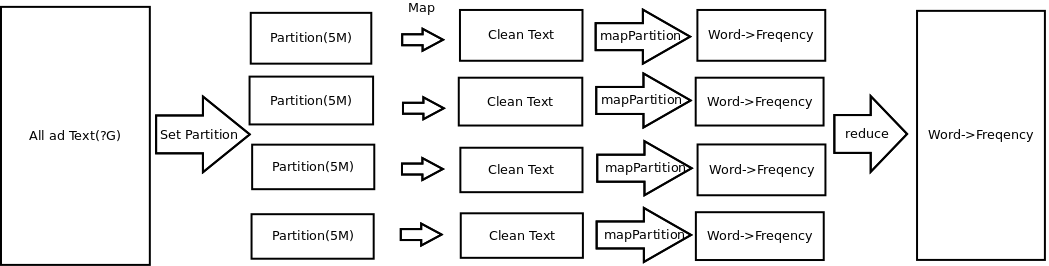 Map
All ad Text(?G)
Set Partition
Partition(5M)
Clean Text
mapPartition
Word->Freqency
Partition(5M)
Clean Text
mapPartition
Word->Freqency
Partition(5M)
Clean Text
mapPartition
Word->Freqency
Partition(5M)
Clean Text
mapPartition
Word->Freqency
reduce
Word->Freqency